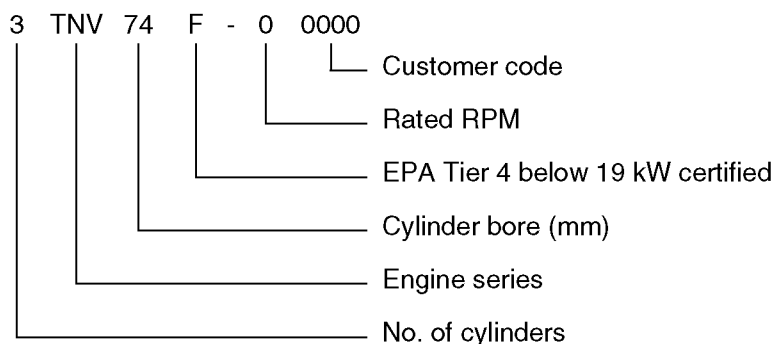 3 TNV 74 F - 0 0000
Customer code
Rated RPM
EPA Tier 4 below 19 kW certified
Cylinder bore (mm)
Engine series
No. of cylinders